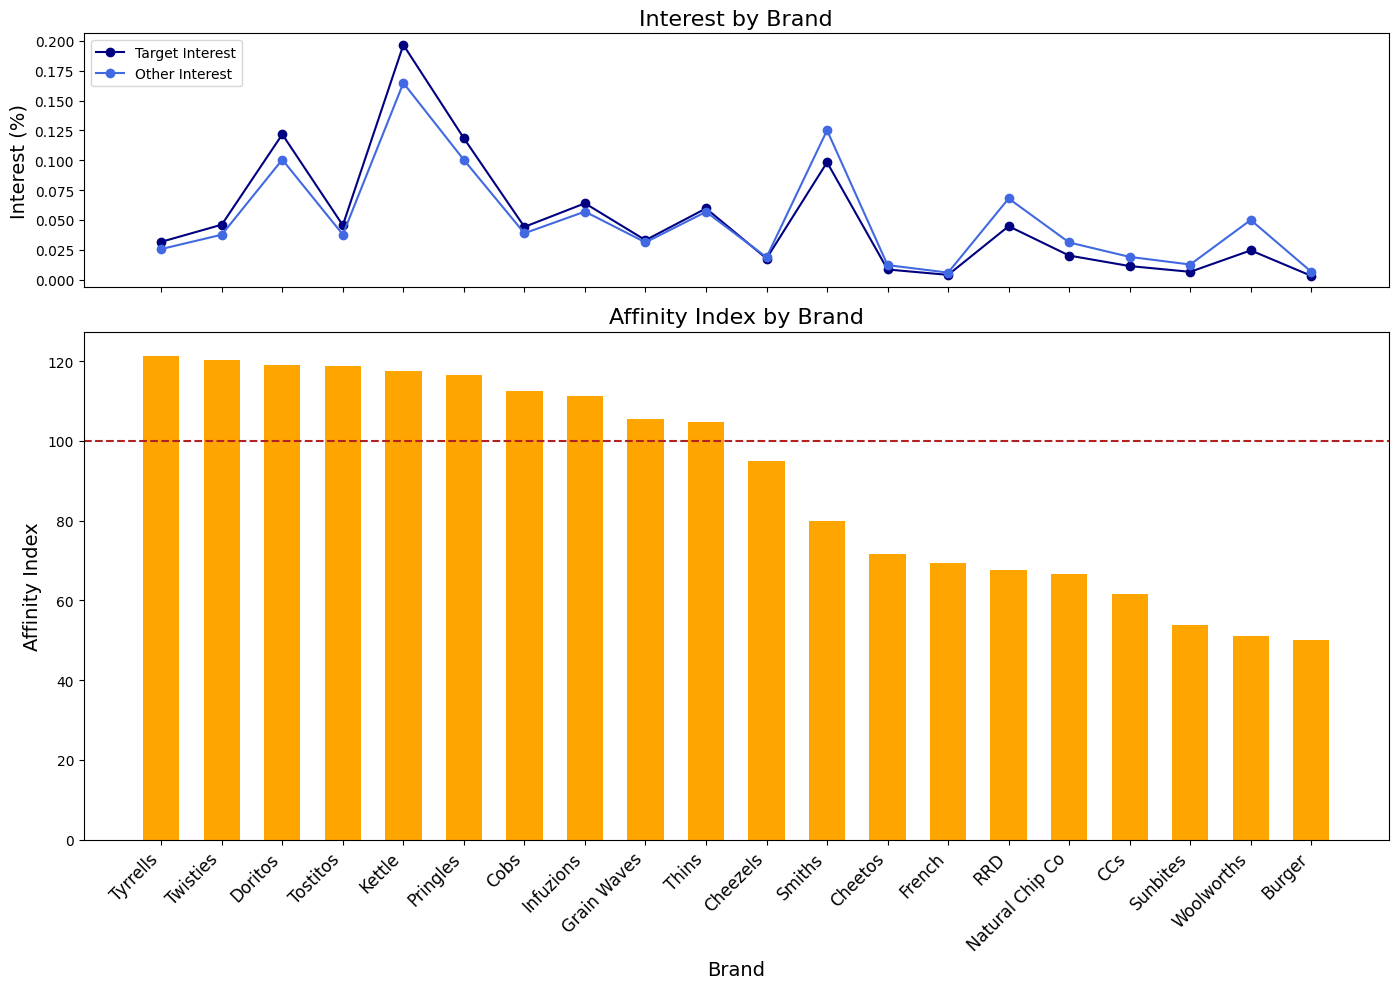 Interest by Brand
Interest (%)
0.200
0.175
0.150
0.125
0.100
0.075
0.050
0.025
0.000
Target Interest
Other Interest
Affinity Index by Brand
Affinity Index
120
100
80
60
40
20
0
Tyrrells
Twisties
Doritos
Tostitos
Kettle
Pringles
Cobs
Infuzions
Grain Waves
Thins
Cheezels
Smiths
Cheetos
French
RRD
Natural Chip Co
CCs
Sunbites
Woolworths
Burger
Brand